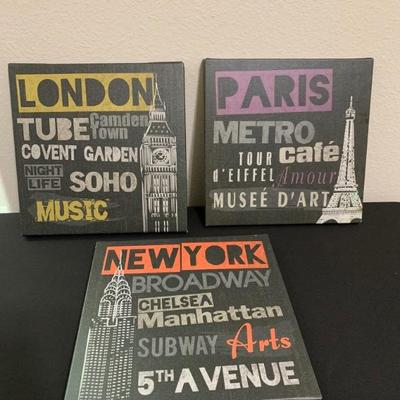 LONDON
TUBE Camden Town
COVENT GARDEN
NIGHT LIFE SOHO
MUSIC
PARIS
METRO
TOUR café
d'EIFFEL Amour
MUSEÉ D'ART
NEW YORK
BROADWAY
CHELSEA
Manhattan
SUBWAY Arts
5TH AVENUE